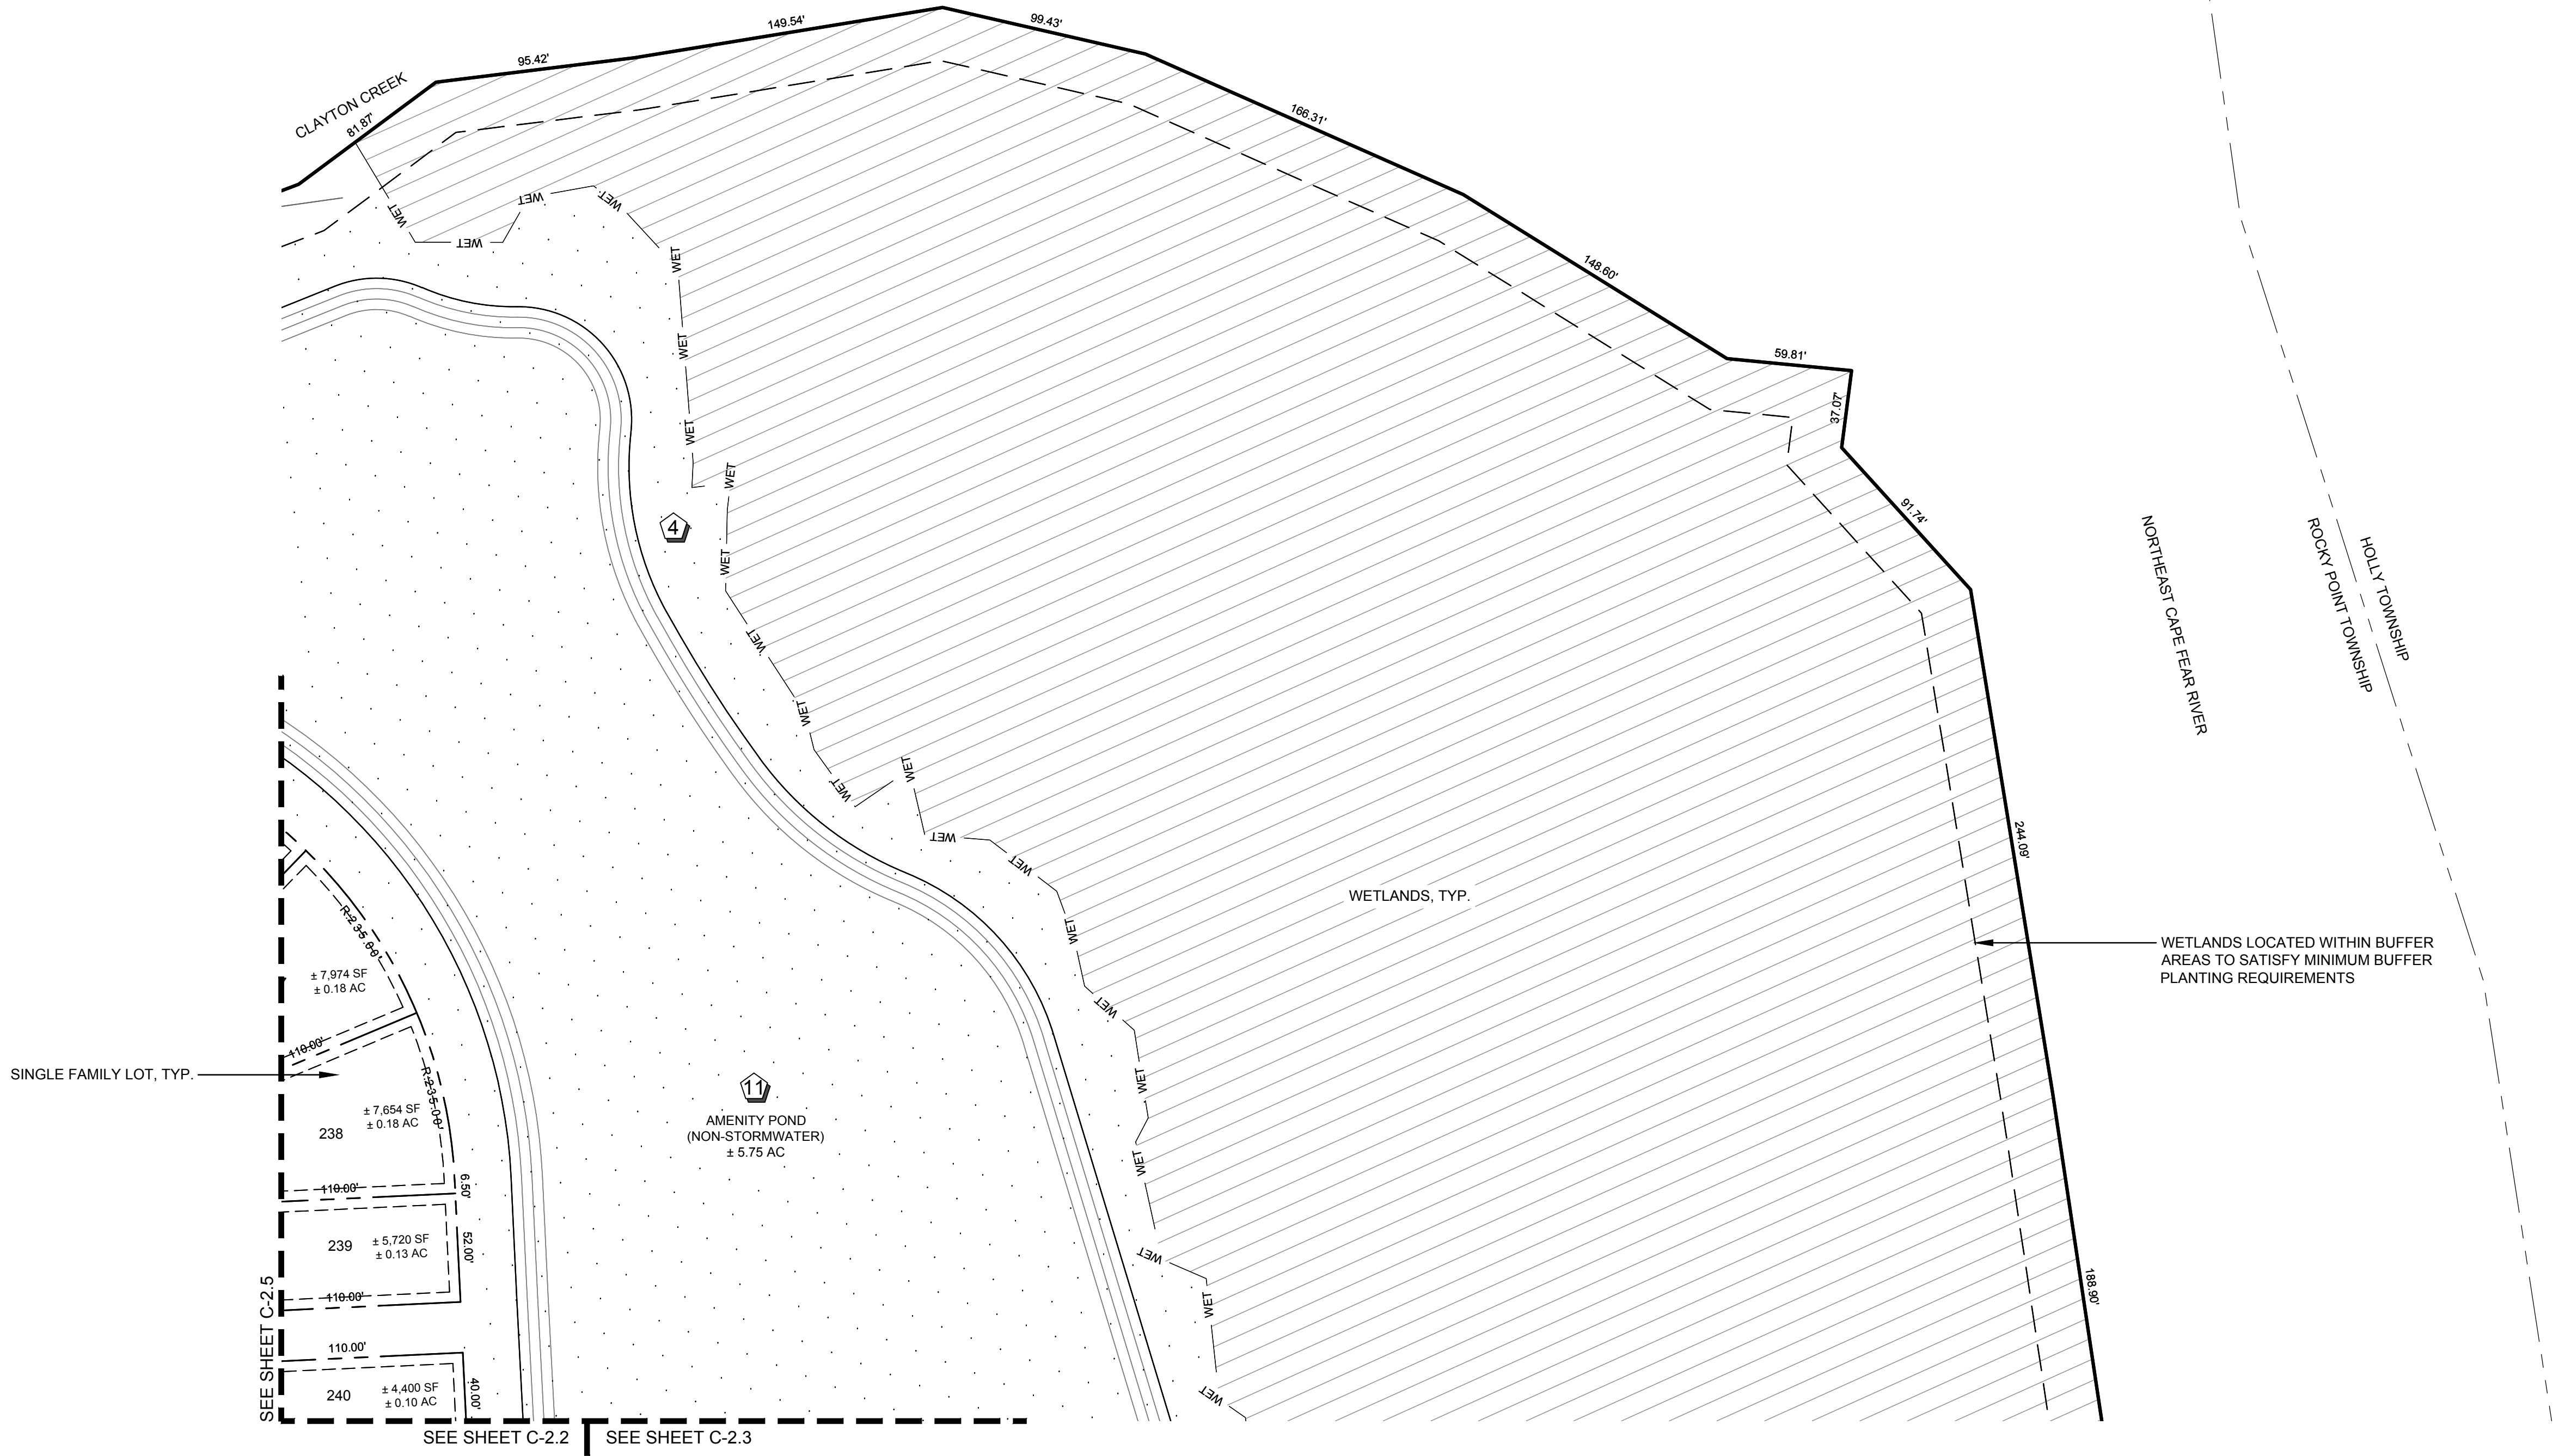 149.54'
99.43'
95.42'
CLAYTON CREEK
81.87'
166.31'
WET
WET
WET
WET
WET
148.60'
WET
59.81'
WET
37.07'
WET
91.74'
4
NORTHEAST CAPE FEAR RIVER
ROCKY POINT TOWNSHIP
HOLLY TOWNSHIP
WET
WET
WET
WET
WET
WET
WET
244.09'
WETLANDS, TYP.
R:235.00'
WET
WETLANDS LOCATED WITHIN BUFFER
AREAS TO SATISFY MINIMUM BUFFER
PLANTING REQUIREMENTS
± 7,974 SF
± 0.18 AC
WET
110.00'
SINGLE FAMILY LOT, TYP.
WET
R:235.00'
11
± 7,654 SF
± 0.18 AC
238
AMENITY POND
(NON-STORMWATER)
± 5.75 AC
WET
110.00'
6.50'
239
± 5,720 SF
± 0.13 AC
52.00'
WET
110.00'
WET
188.90'
110.00'
240
± 4,400 SF
± 0.10 AC
40.00'
WET
SEE SHEET C-2.5
SEE SHEET C-2.2
SEE SHEET C-2.3